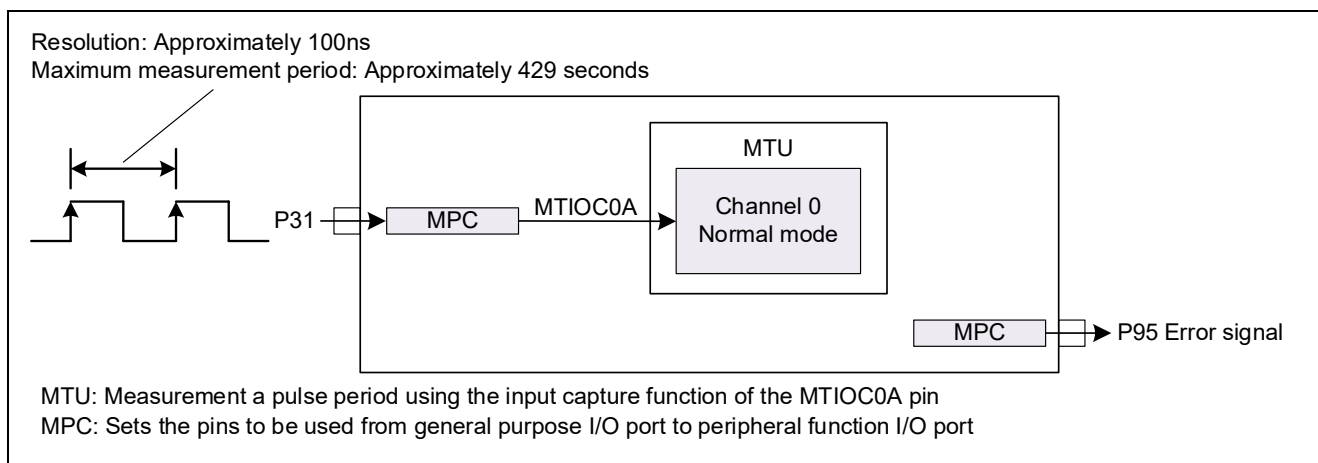 Resolution: Approximately 100ns
Maximum measurement period: Approximately 429 seconds
MTU
Channel 0
Normal mode
P31
MPC
MTIOC0A
MPC
P95 Error signal
MTU: Measurement a pulse period using the input capture function of the MTIOC0A pin
MPC: Sets the pins to be used from general purpose I/O port to peripheral function I/O port